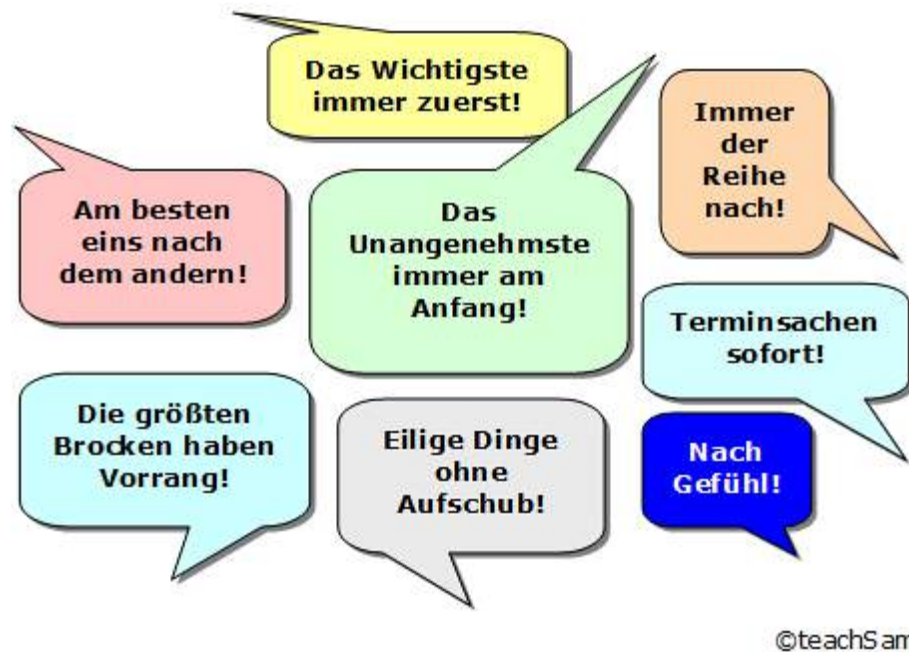 Das Wichtigste
immer zuerst!
Immer
der
Reihe
nach!
Am besten
eins nach
dem andern!
Das
Unangenehmste
immer am
Anfang!
Terminsachen
sofort!
Die größten
Brocken haben
Vorrang!
Eilige Dinge
ohne
Aufschub!
Nach
Gefühl!
©teachSam